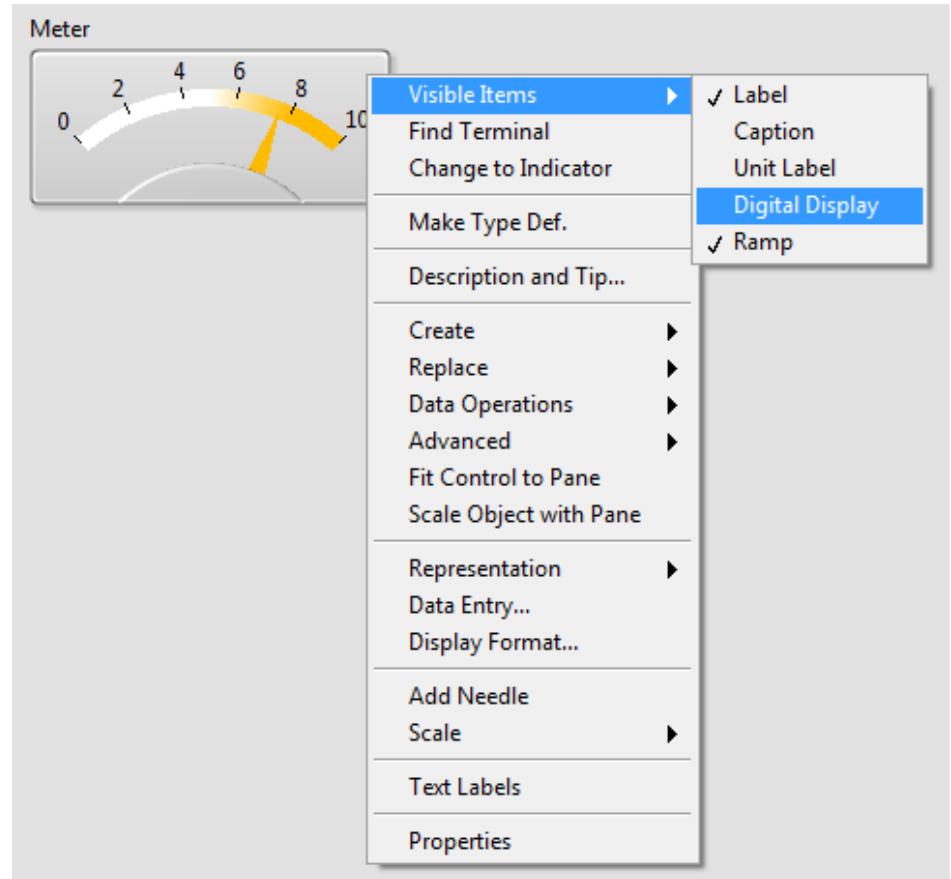 Meter
0 2 4 6 8 10
Visible Items
Find Terminal
Change to Indicator
Make Type Def.
Description and Tip...
Create
Replace
Data Operations
Advanced
Fit Control to Pane
Scale Object with Pane
Representation
Data Entry...
Display Format...
Add Needle
Scale
Text Labels
Properties
Label
Caption
Unit Label
Digital Display
Ramp